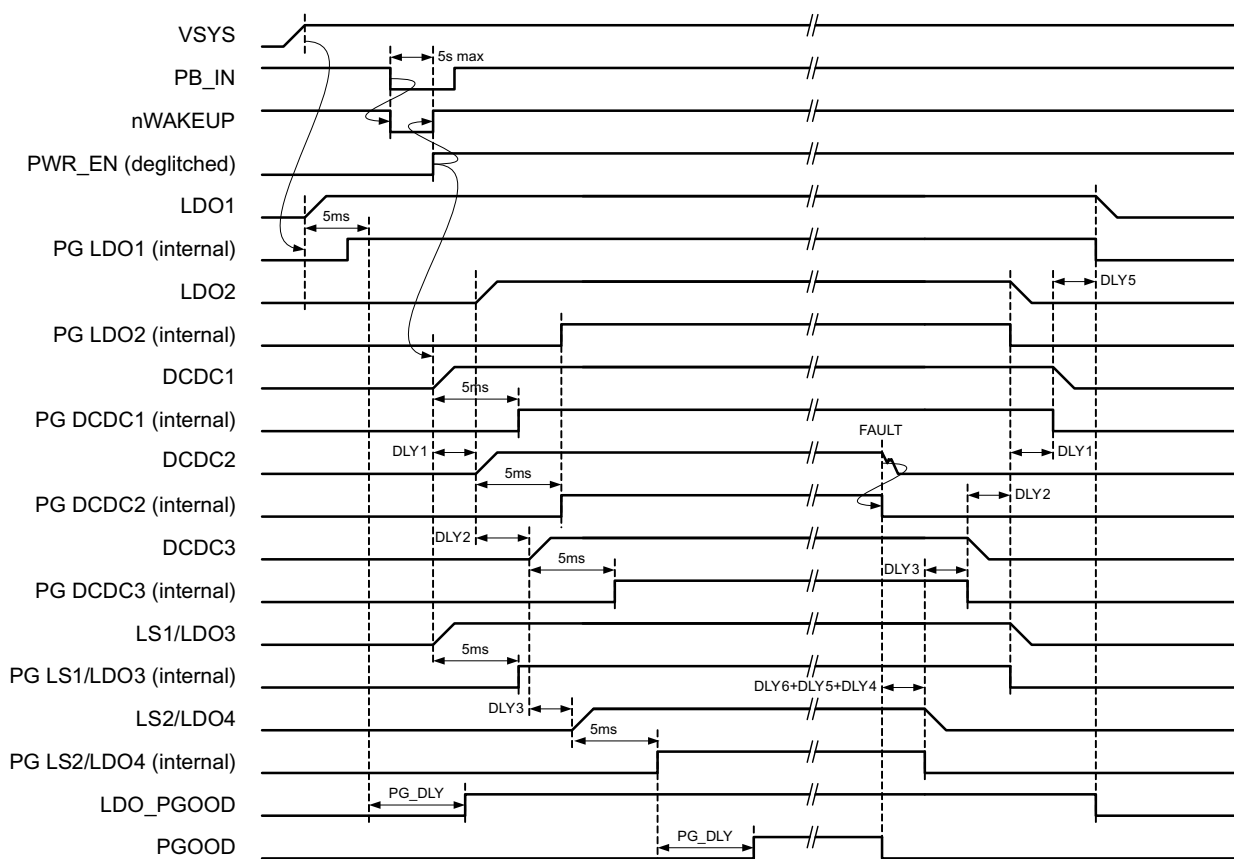 VSYS
5s max
PB_IN
nWAKEUP
PWR_EN (deglitched)
LDO1
5ms
PG LDO1 (internal)
LDO2
DLY5
PG LDO2 (internal)
DCDC1
5ms
PG DCDC1 (internal)
FAULT
DLY1
DLY1
DCDC2
5ms
PG DCDC2 (internal)
DLY2
DLY2
DCDC3
5ms
DLY3
PG DCDC3 (internal)
LS1/LDO3
5ms
PG LS1/LDO3 (internal)
DLY6+DLY5+DLY4
DLY3
LS2/LDO4
5ms
PG LS2/LDO4 (internal)
PG_DLY
LDO_PGOOD
PG_DLY
PGOOD